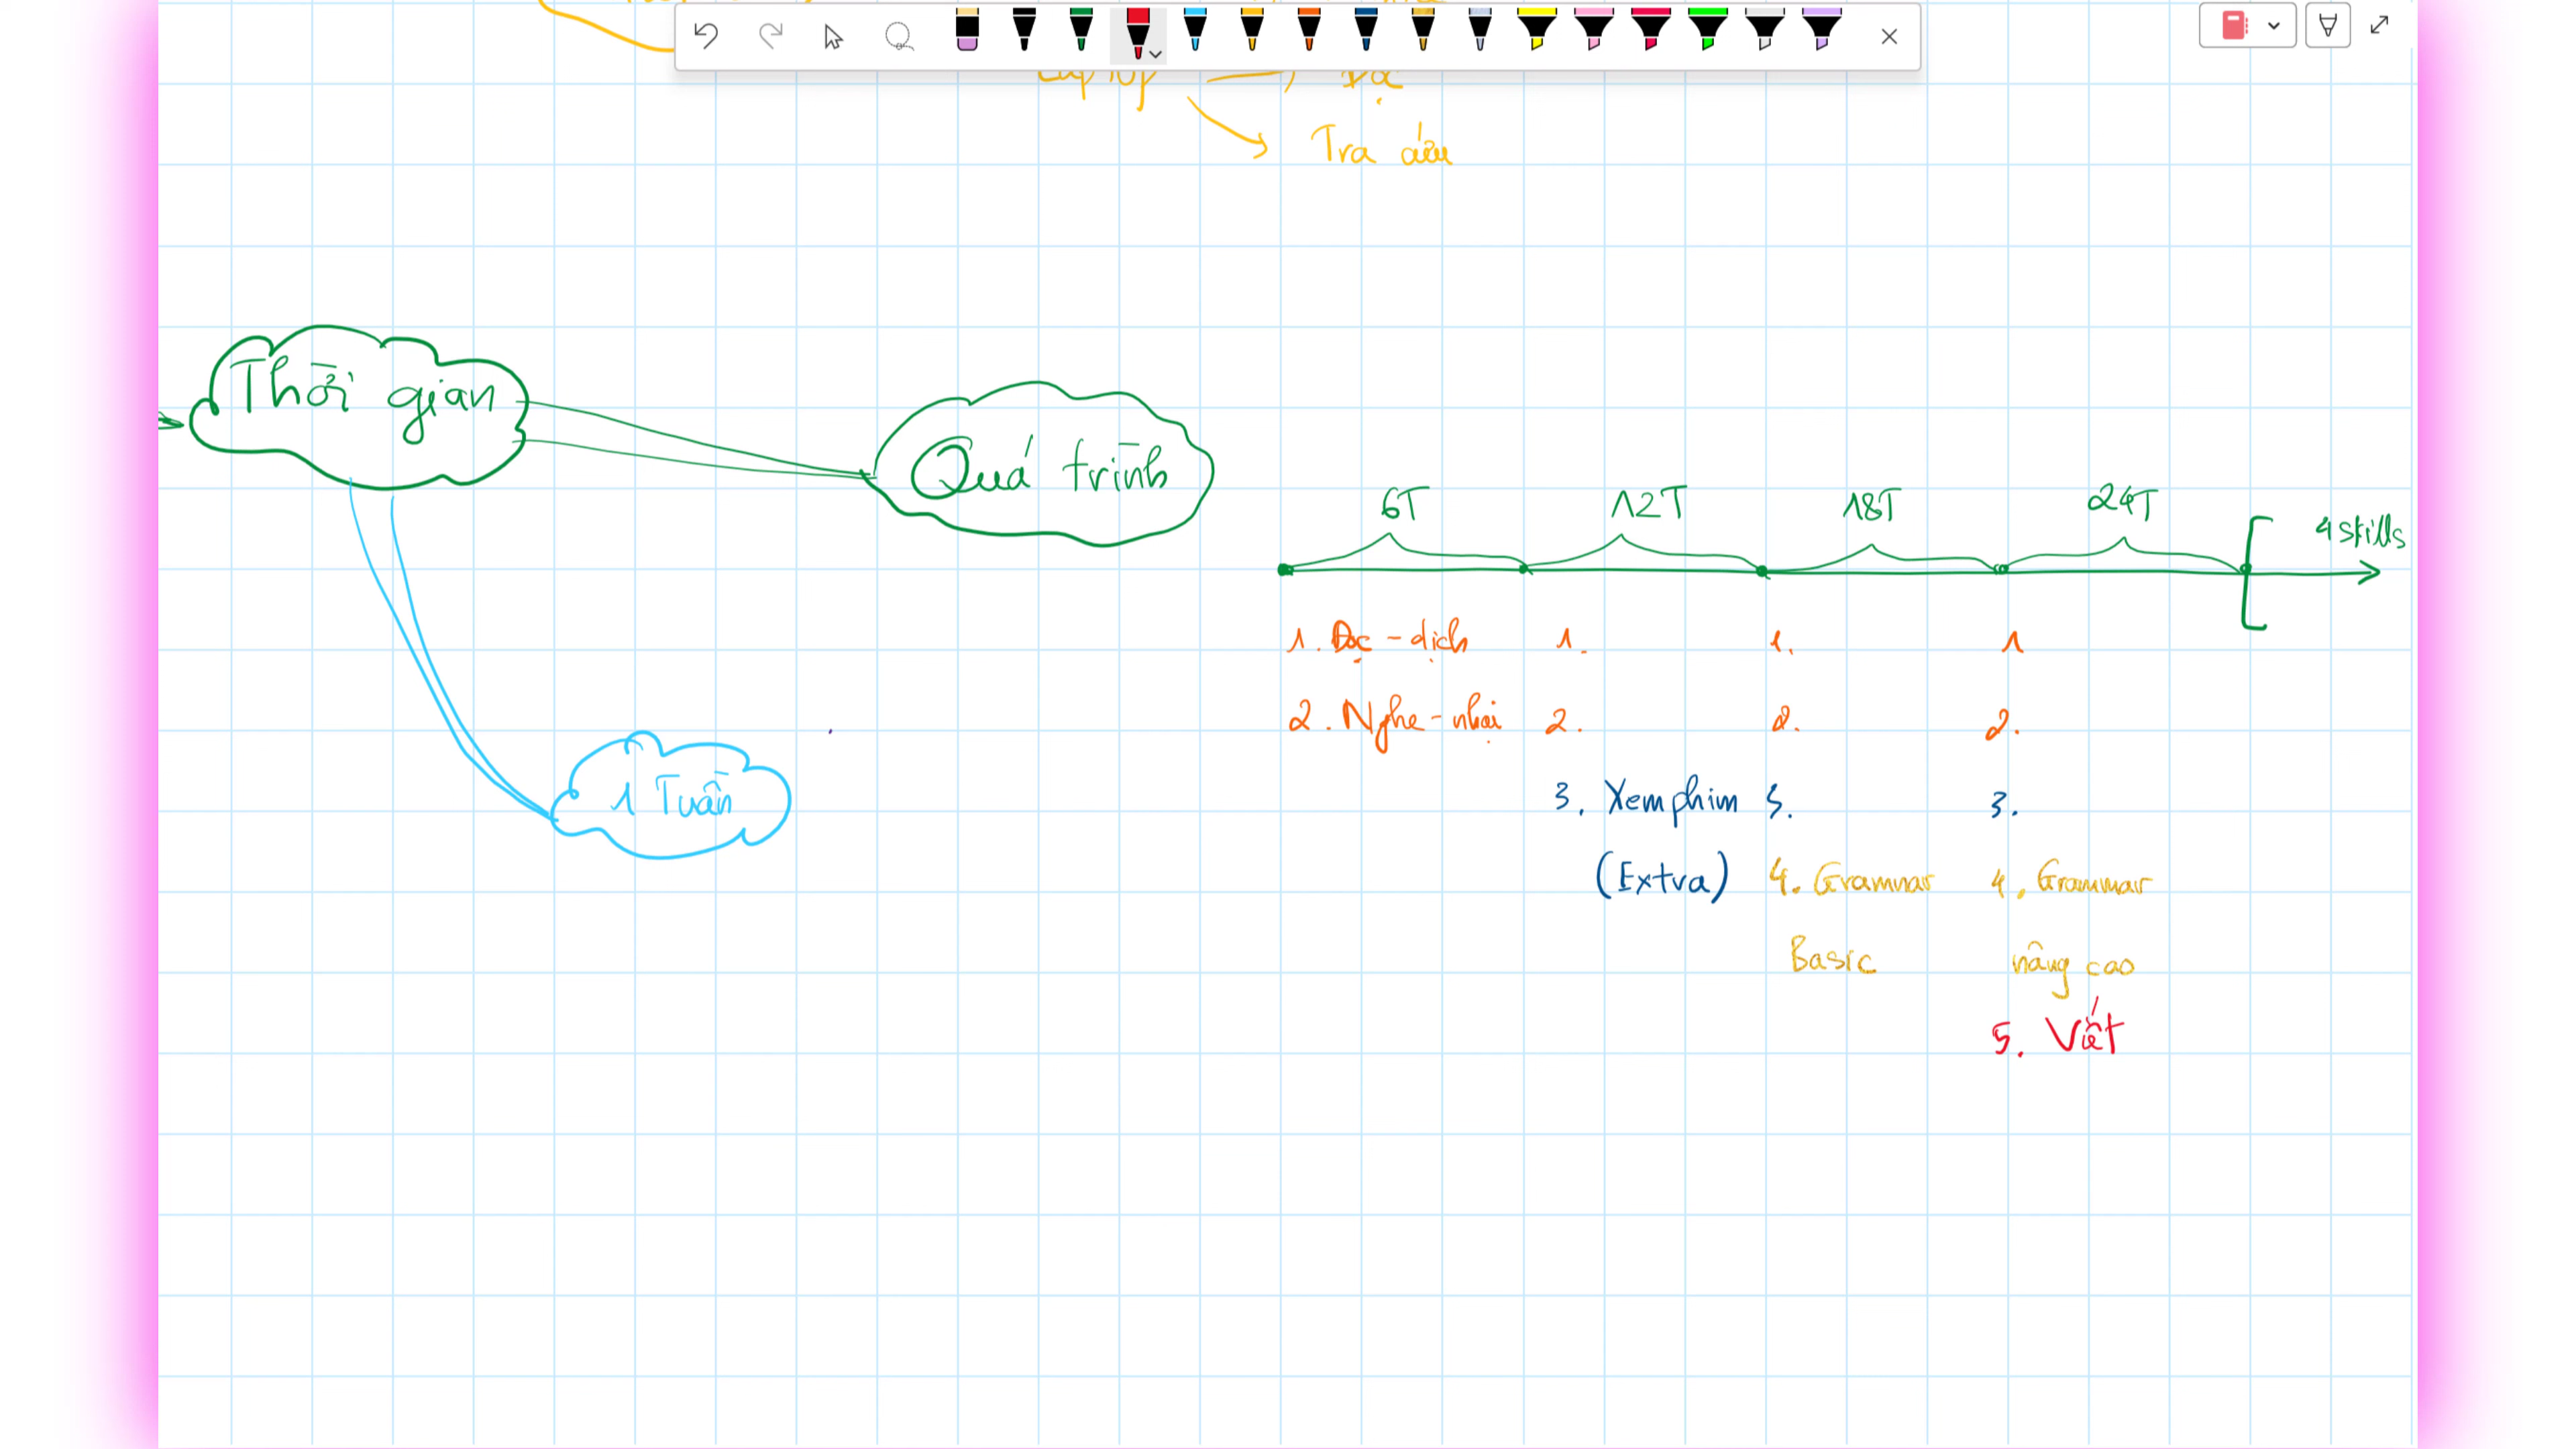 Laptop
Tra cứu
Thời gian
Quá trình
6T 12T 18T 24T 4 skills
1. Đọc - dịch 1. 1. 1
2. Nghe - nhại 2. 2. 2.
3. Xem phim 3. 3.
(Extra) 4. Grammar 4. Grammar
Basic nâng cao
5. Viết
1 Tuần